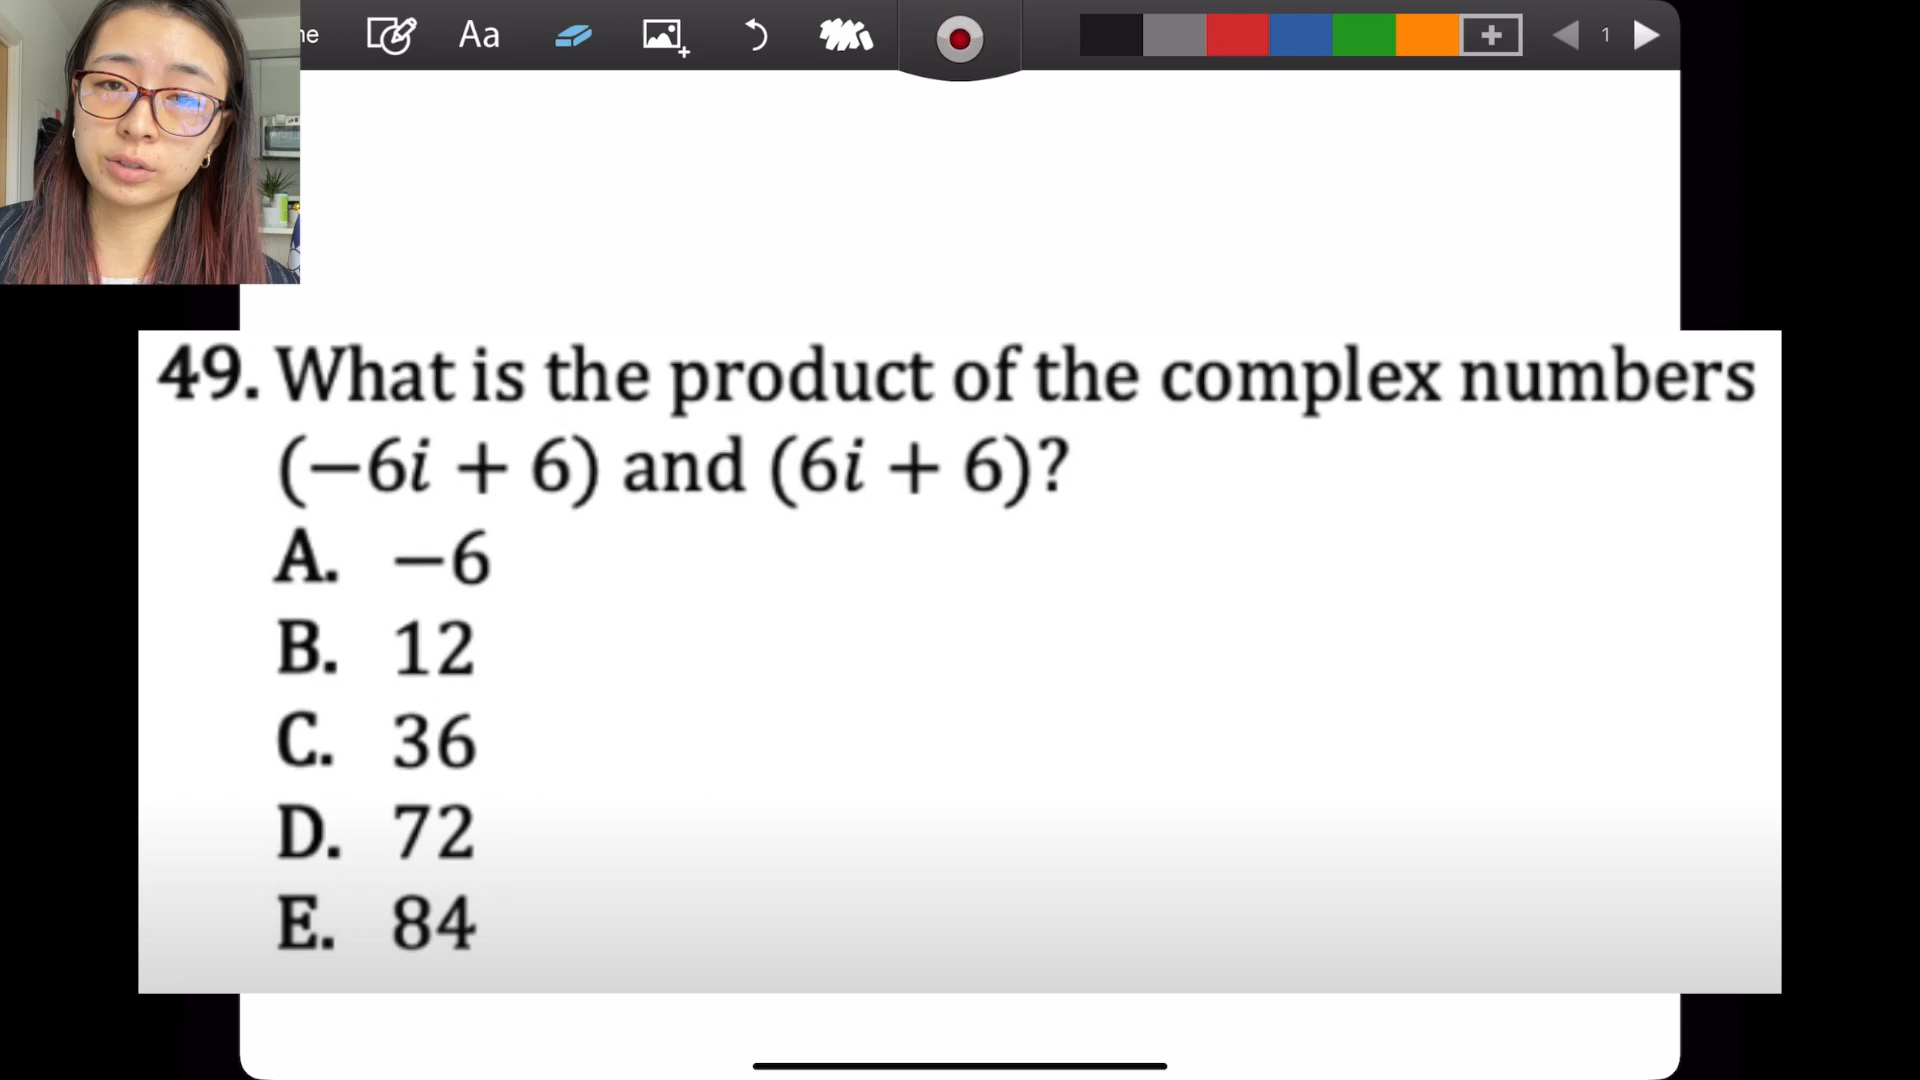 ne
Aa
1
49. What is the product of the complex numbers
(−6i + 6) and (6i + 6)?
A. −6
B. 12
C. 36
D. 72
E. 84